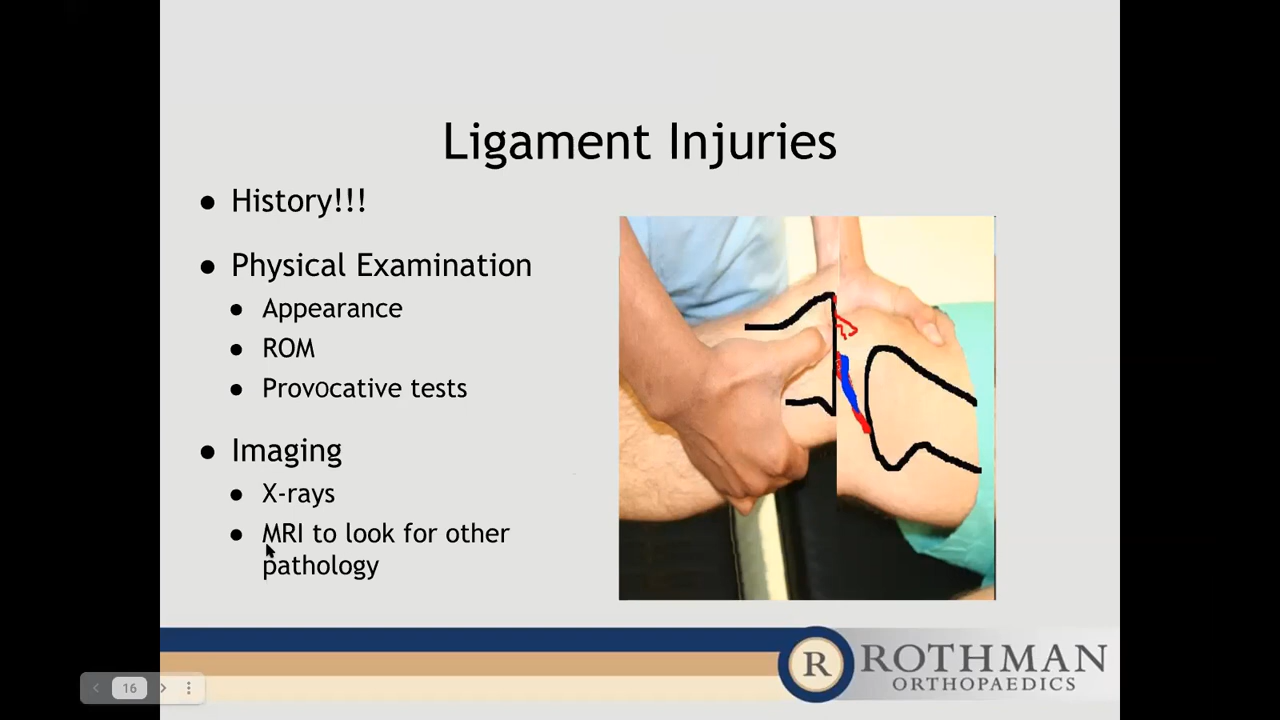 Ligament Injuries
● History!!!
● Physical Examination
● Appearance
● ROM
● Provocative tests
● Imaging
● X-rays
● MRI to look for other
pathology
R ROTHMAN
ORTHOPAEDICS
16